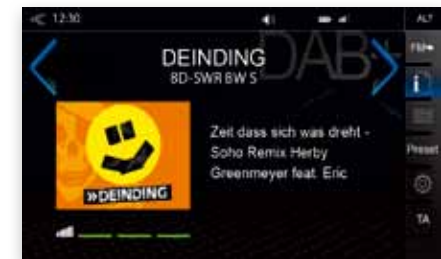 12:30
ALT
DAB+
DEINDING
8D-SWR BW S
FM
i
Zeit dass sich was dreht -
Soho Remix Herby
Greenmeyer feat. Eric
Preset
»DEINDING
TA